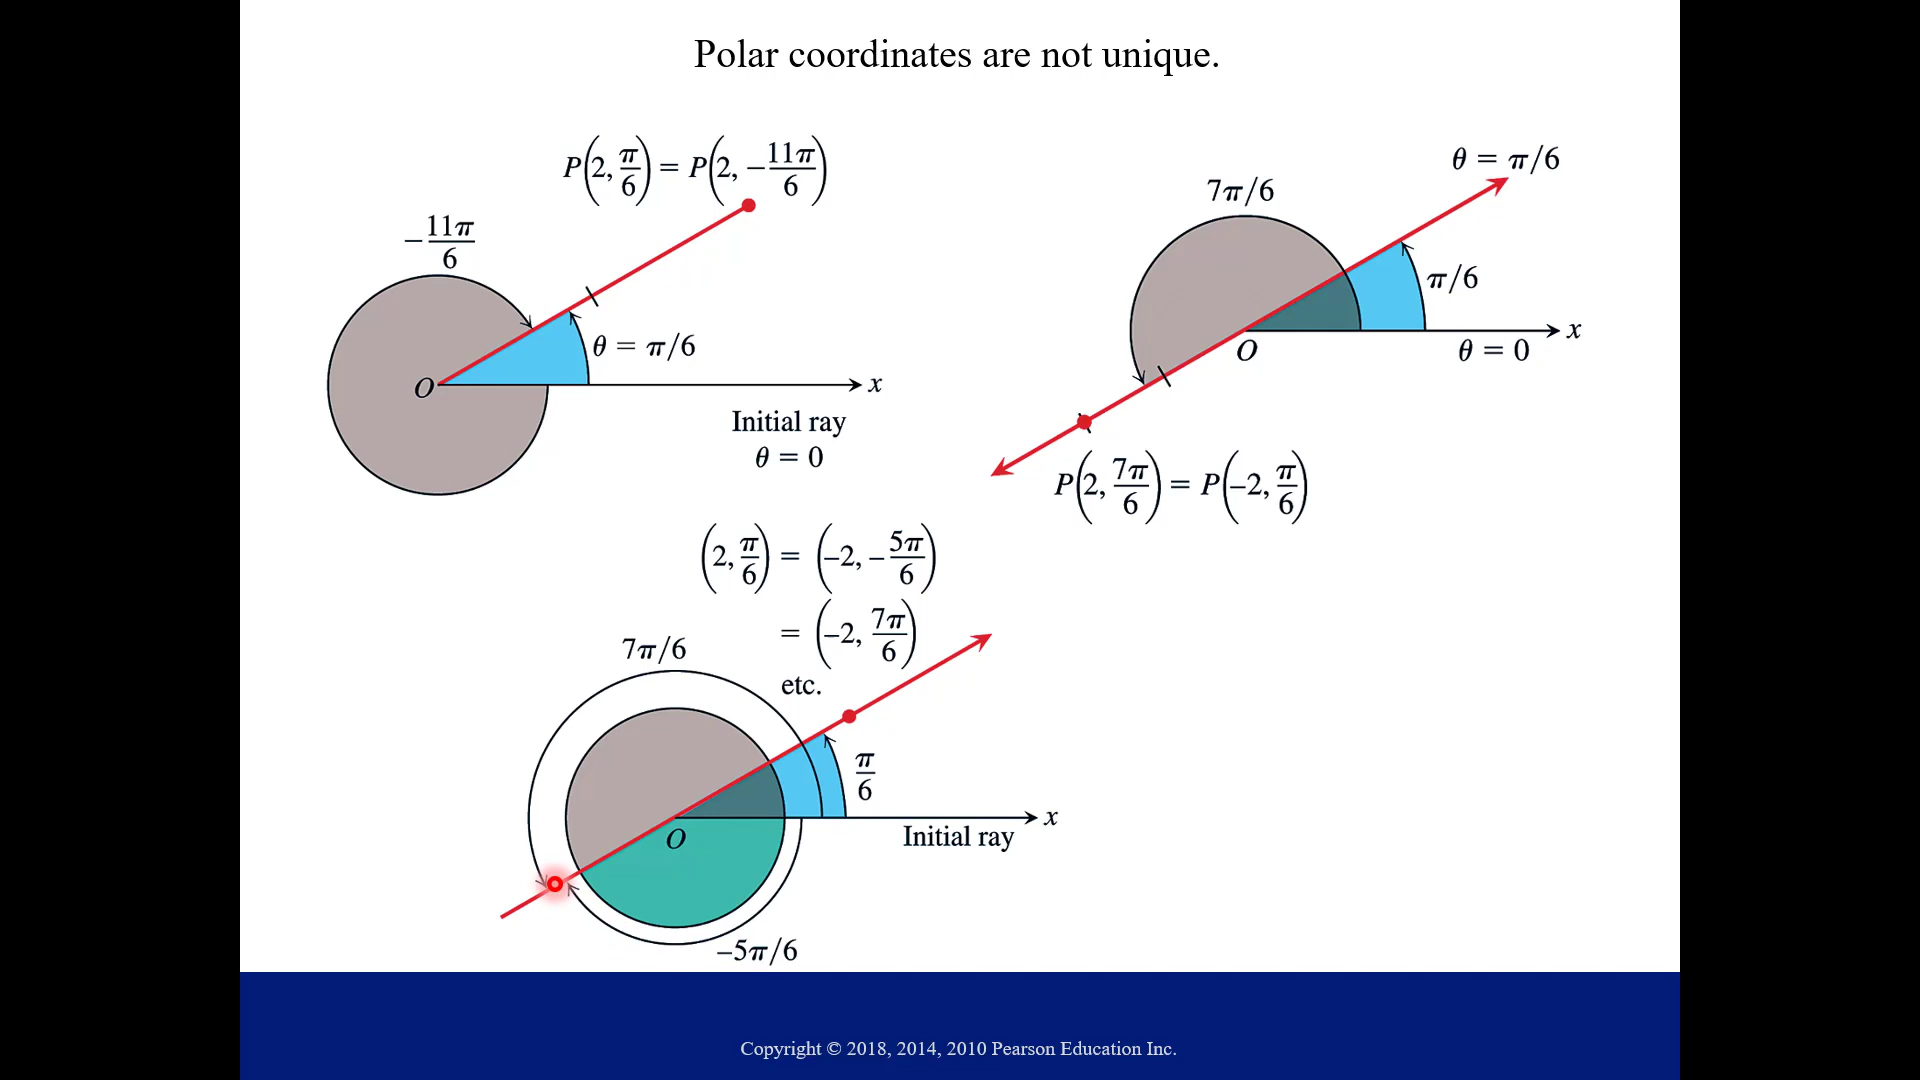 Polar coordinates are not unique.
P(2, π/6) = P(2, −11π/6)
−11π/6
θ = π/6
O
x
Initial ray
θ = 0
θ = π/6
7π/6
π/6
x
O
θ = 0
P(2, 7π/6) = P(–2, π/6)
(2, π/6) = (–2, −5π/6)
= (–2, 7π/6)
etc.
7π/6
π/6
x
O
Initial ray
–5π/6
Copyright © 2018, 2014, 2010 Pearson Education Inc.